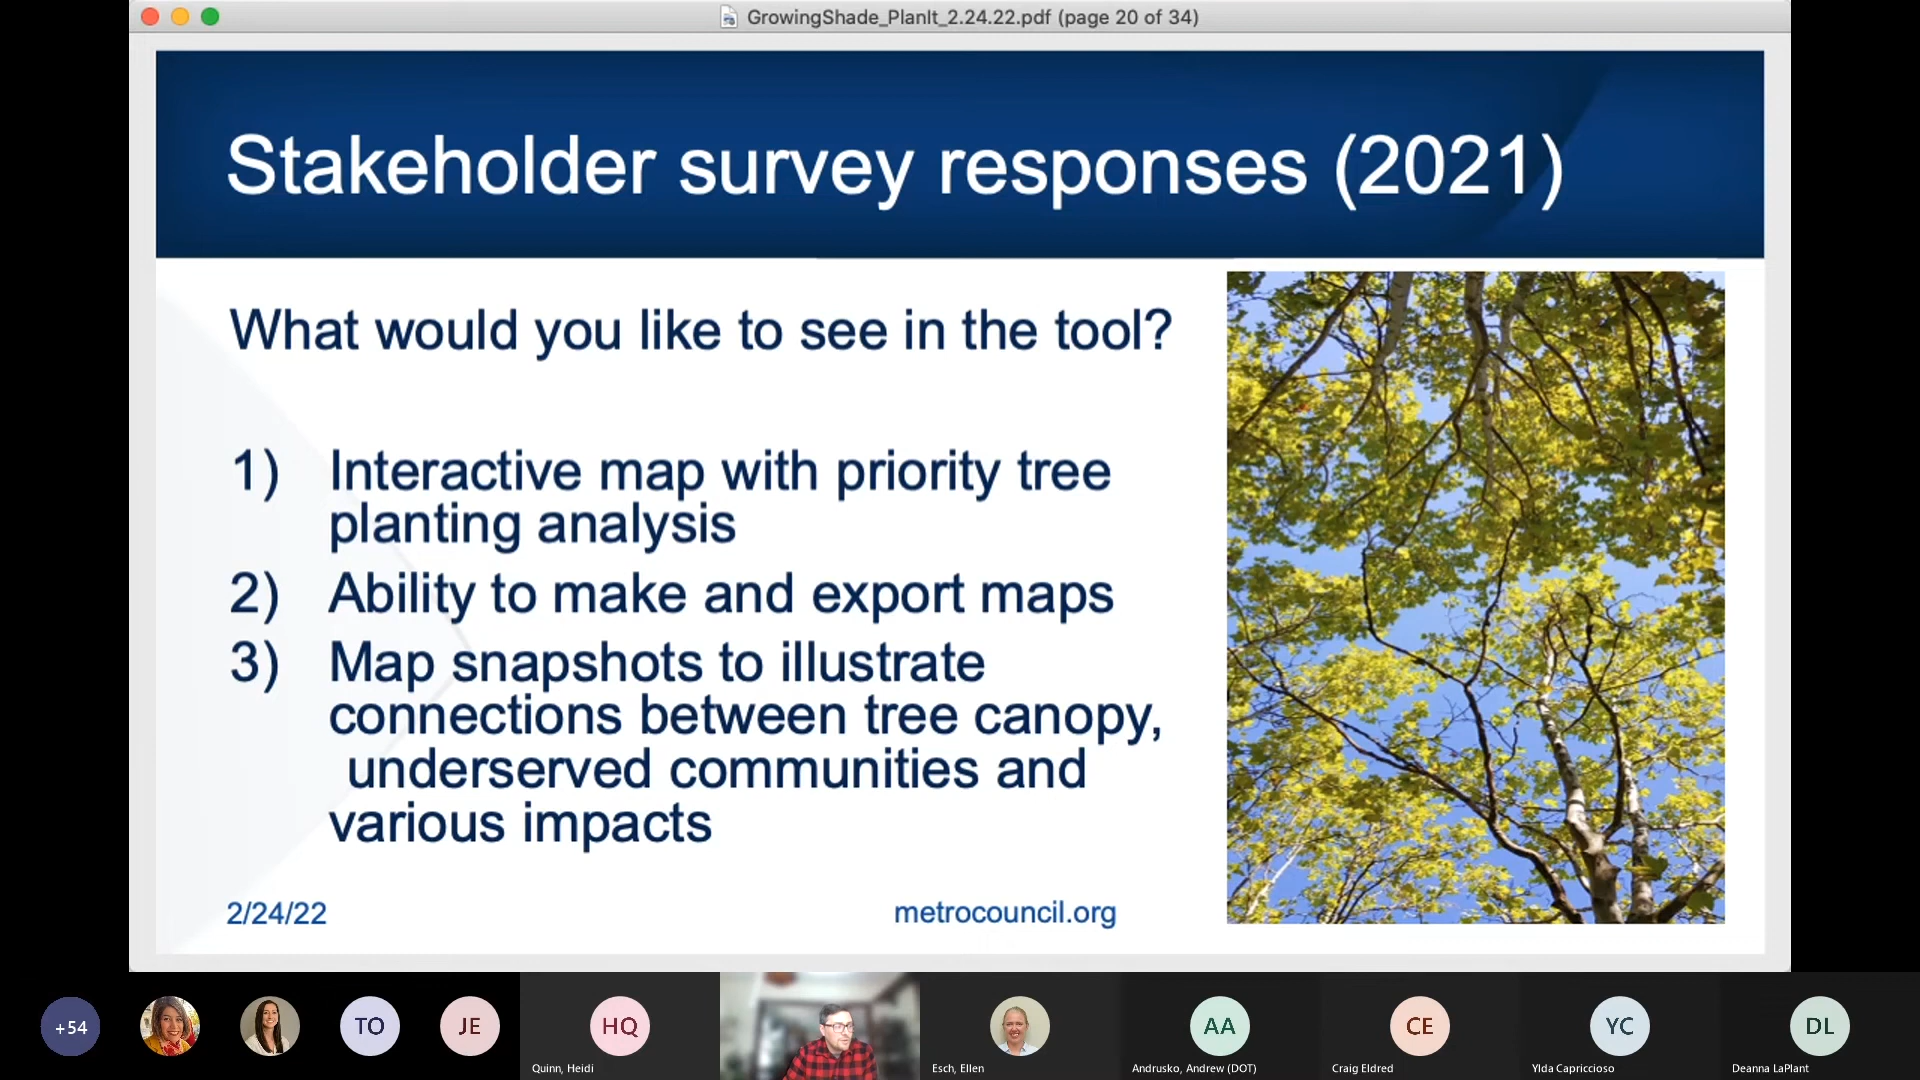 GrowingShade_PlanIt_2.24.22.pdf (page 20 of 34)
Stakeholder survey responses (2021)
What would you like to see in the tool?
1) Interactive map with priority tree
planting analysis
2) Ability to make and export maps
3) Map snapshots to illustrate
connections between tree canopy,
underserved communities and
various impacts
2/24/22 metrocouncil.org
+54 TO JE HQ AA CE YC DL
Quinn, Heidi Esch, Ellen Andrusko, Andrew (DOT) Craig Eldred Ylda Capriccioso Deanna LaPlant